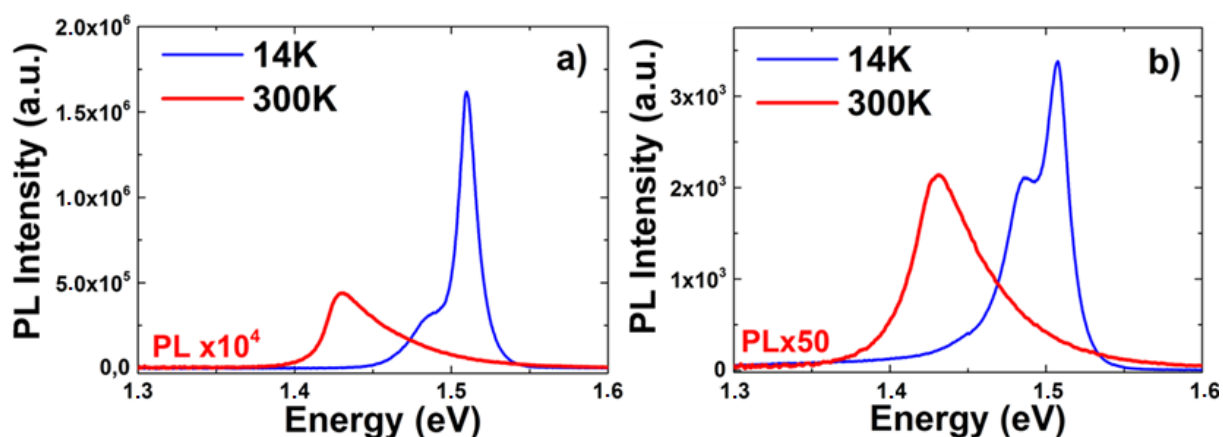 PL Intensity (a.u.)
2.0x10⁶
1.5x10⁶
1.0x10⁶
5.0x10⁵
0,0
14K
300K
a)
PL x10⁴
1.3
1.4
1.5
1.6
Energy (eV)
PL Intensity (a.u.)
3x10³
2x10³
1x10³
0
14K
300K
b)
PLx50
1.3
1.4
1.5
1.6
Energy (eV)